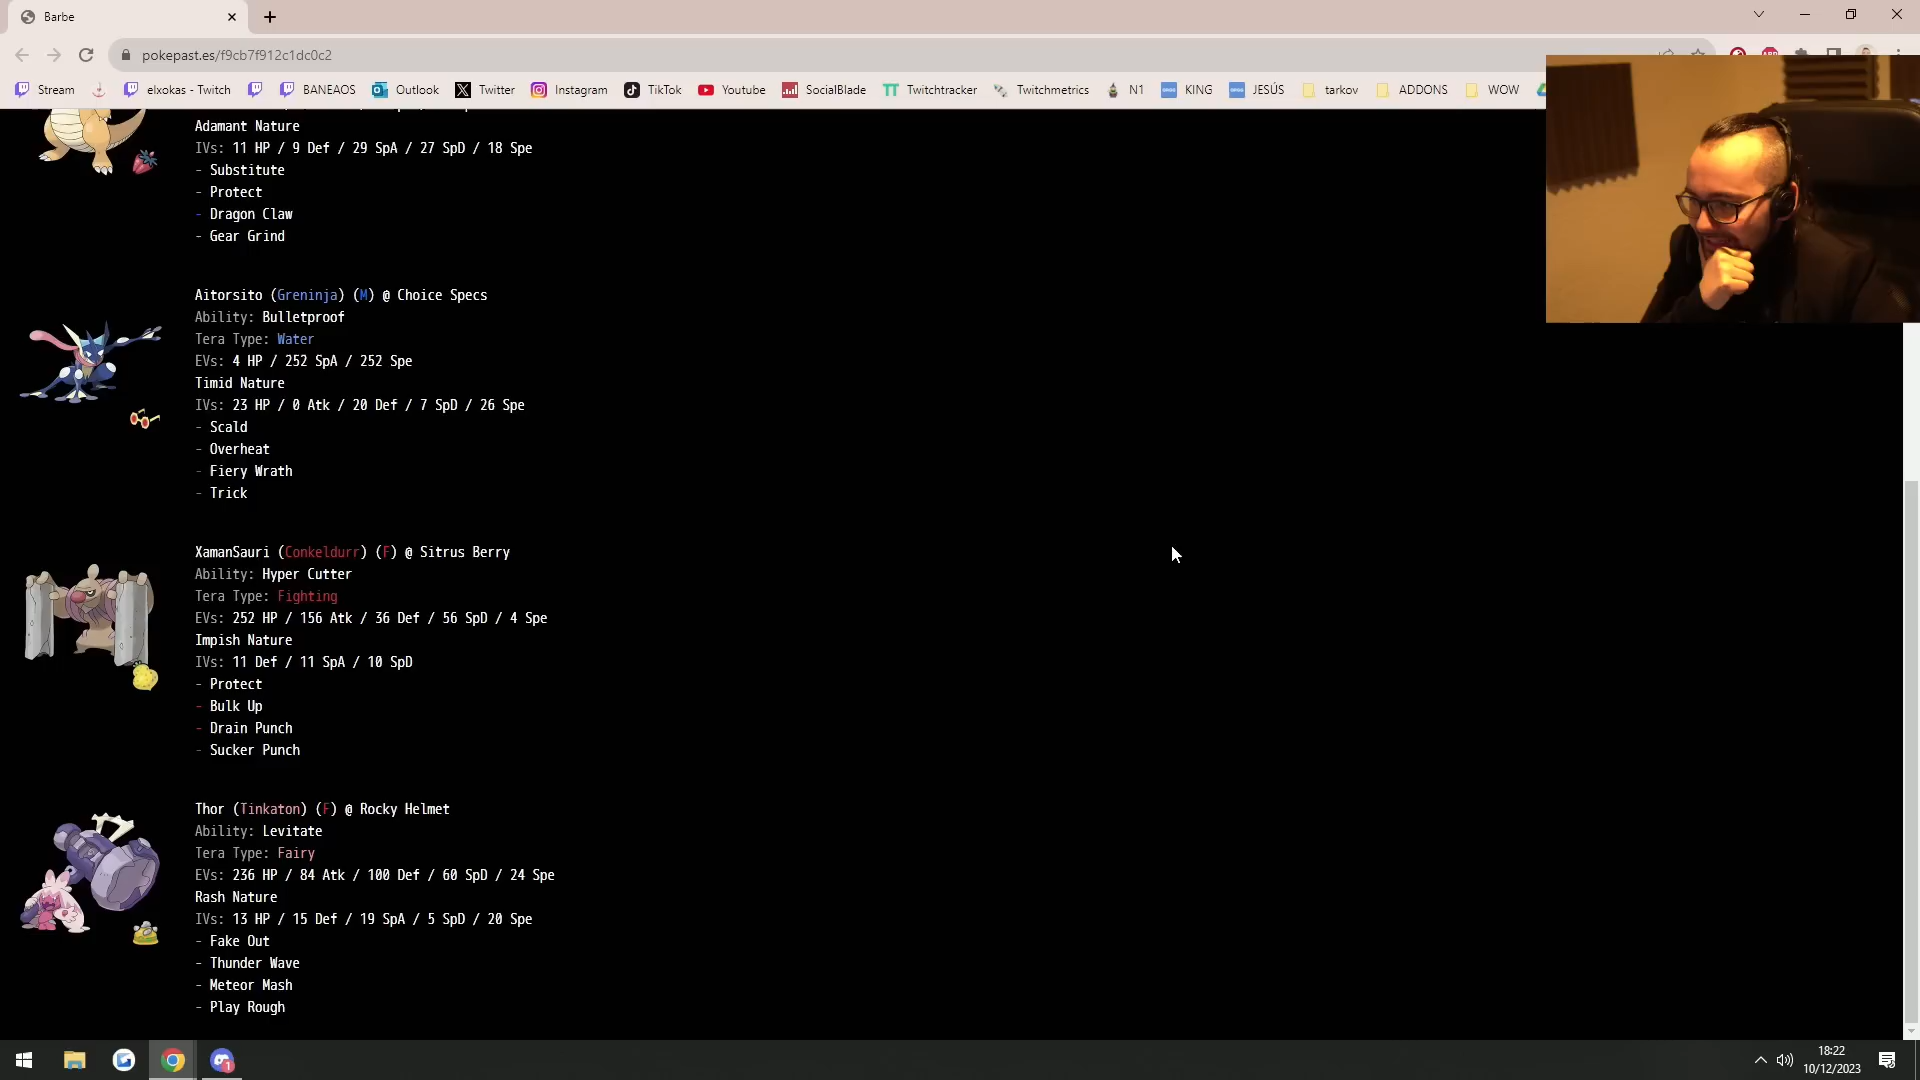 Barbe
pokepast.es/f9cb7f912c1dc0c2
Stream elxokas - Twitch BANEAOS Outlook Twitter Instagram TikTok Youtube SocialBlade Twitchtracker Twitchmetrics N1 KING JESÚS tarkov ADDONS WOW
Adamant Nature
IVs: 11 HP / 9 Def / 29 SpA / 27 SpD / 18 Spe
- Substitute
- Protect
- Dragon Claw
- Gear Grind
Aitorsito (Greninja) (M) @ Choice Specs
Ability: Bulletproof
Tera Type: Water
EVs: 4 HP / 252 SpA / 252 Spe
Timid Nature
IVs: 23 HP / 0 Atk / 20 Def / 7 SpD / 26 Spe
- Scald
- Overheat
- Fiery Wrath
- Trick
XamanSauri (Conkeldurr) (F) @ Sitrus Berry
Ability: Hyper Cutter
Tera Type: Fighting
EVs: 252 HP / 156 Atk / 36 Def / 56 SpD / 4 Spe
Impish Nature
IVs: 11 Def / 11 SpA / 10 SpD
- Protect
- Bulk Up
- Drain Punch
- Sucker Punch
Thor (Tinkaton) (F) @ Rocky Helmet
Ability: Levitate
Tera Type: Fairy
EVs: 236 HP / 84 Atk / 100 Def / 60 SpD / 24 Spe
Rash Nature
IVs: 13 HP / 15 Def / 19 SpA / 5 SpD / 20 Spe
- Fake Out
- Thunder Wave
- Meteor Mash
- Play Rough
18:22
10/12/2023